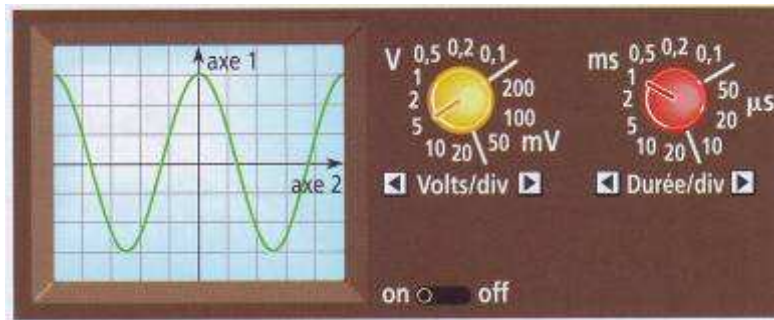 axe 1
axe 2
V 0,5 0,2 0,1
1
2
5
10 20
200
100
50 mV
Volts/div
ms 0,5 0,2 0,1
1
2
5
10 20
50
20 µs
10
Durée/div
on off